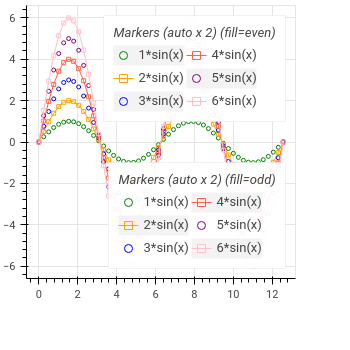 Markers (auto x 2) (fill=even)
1*sin(x) 4*sin(x)
2*sin(x) 5*sin(x)
3*sin(x) 6*sin(x)
Markers (auto x 2) (fill=odd)
1*sin(x) 4*sin(x)
2*sin(x) 5*sin(x)
3*sin(x) 6*sin(x)
6
4
2
0
−2
−4
−6
0 2 4 6 8 10 12